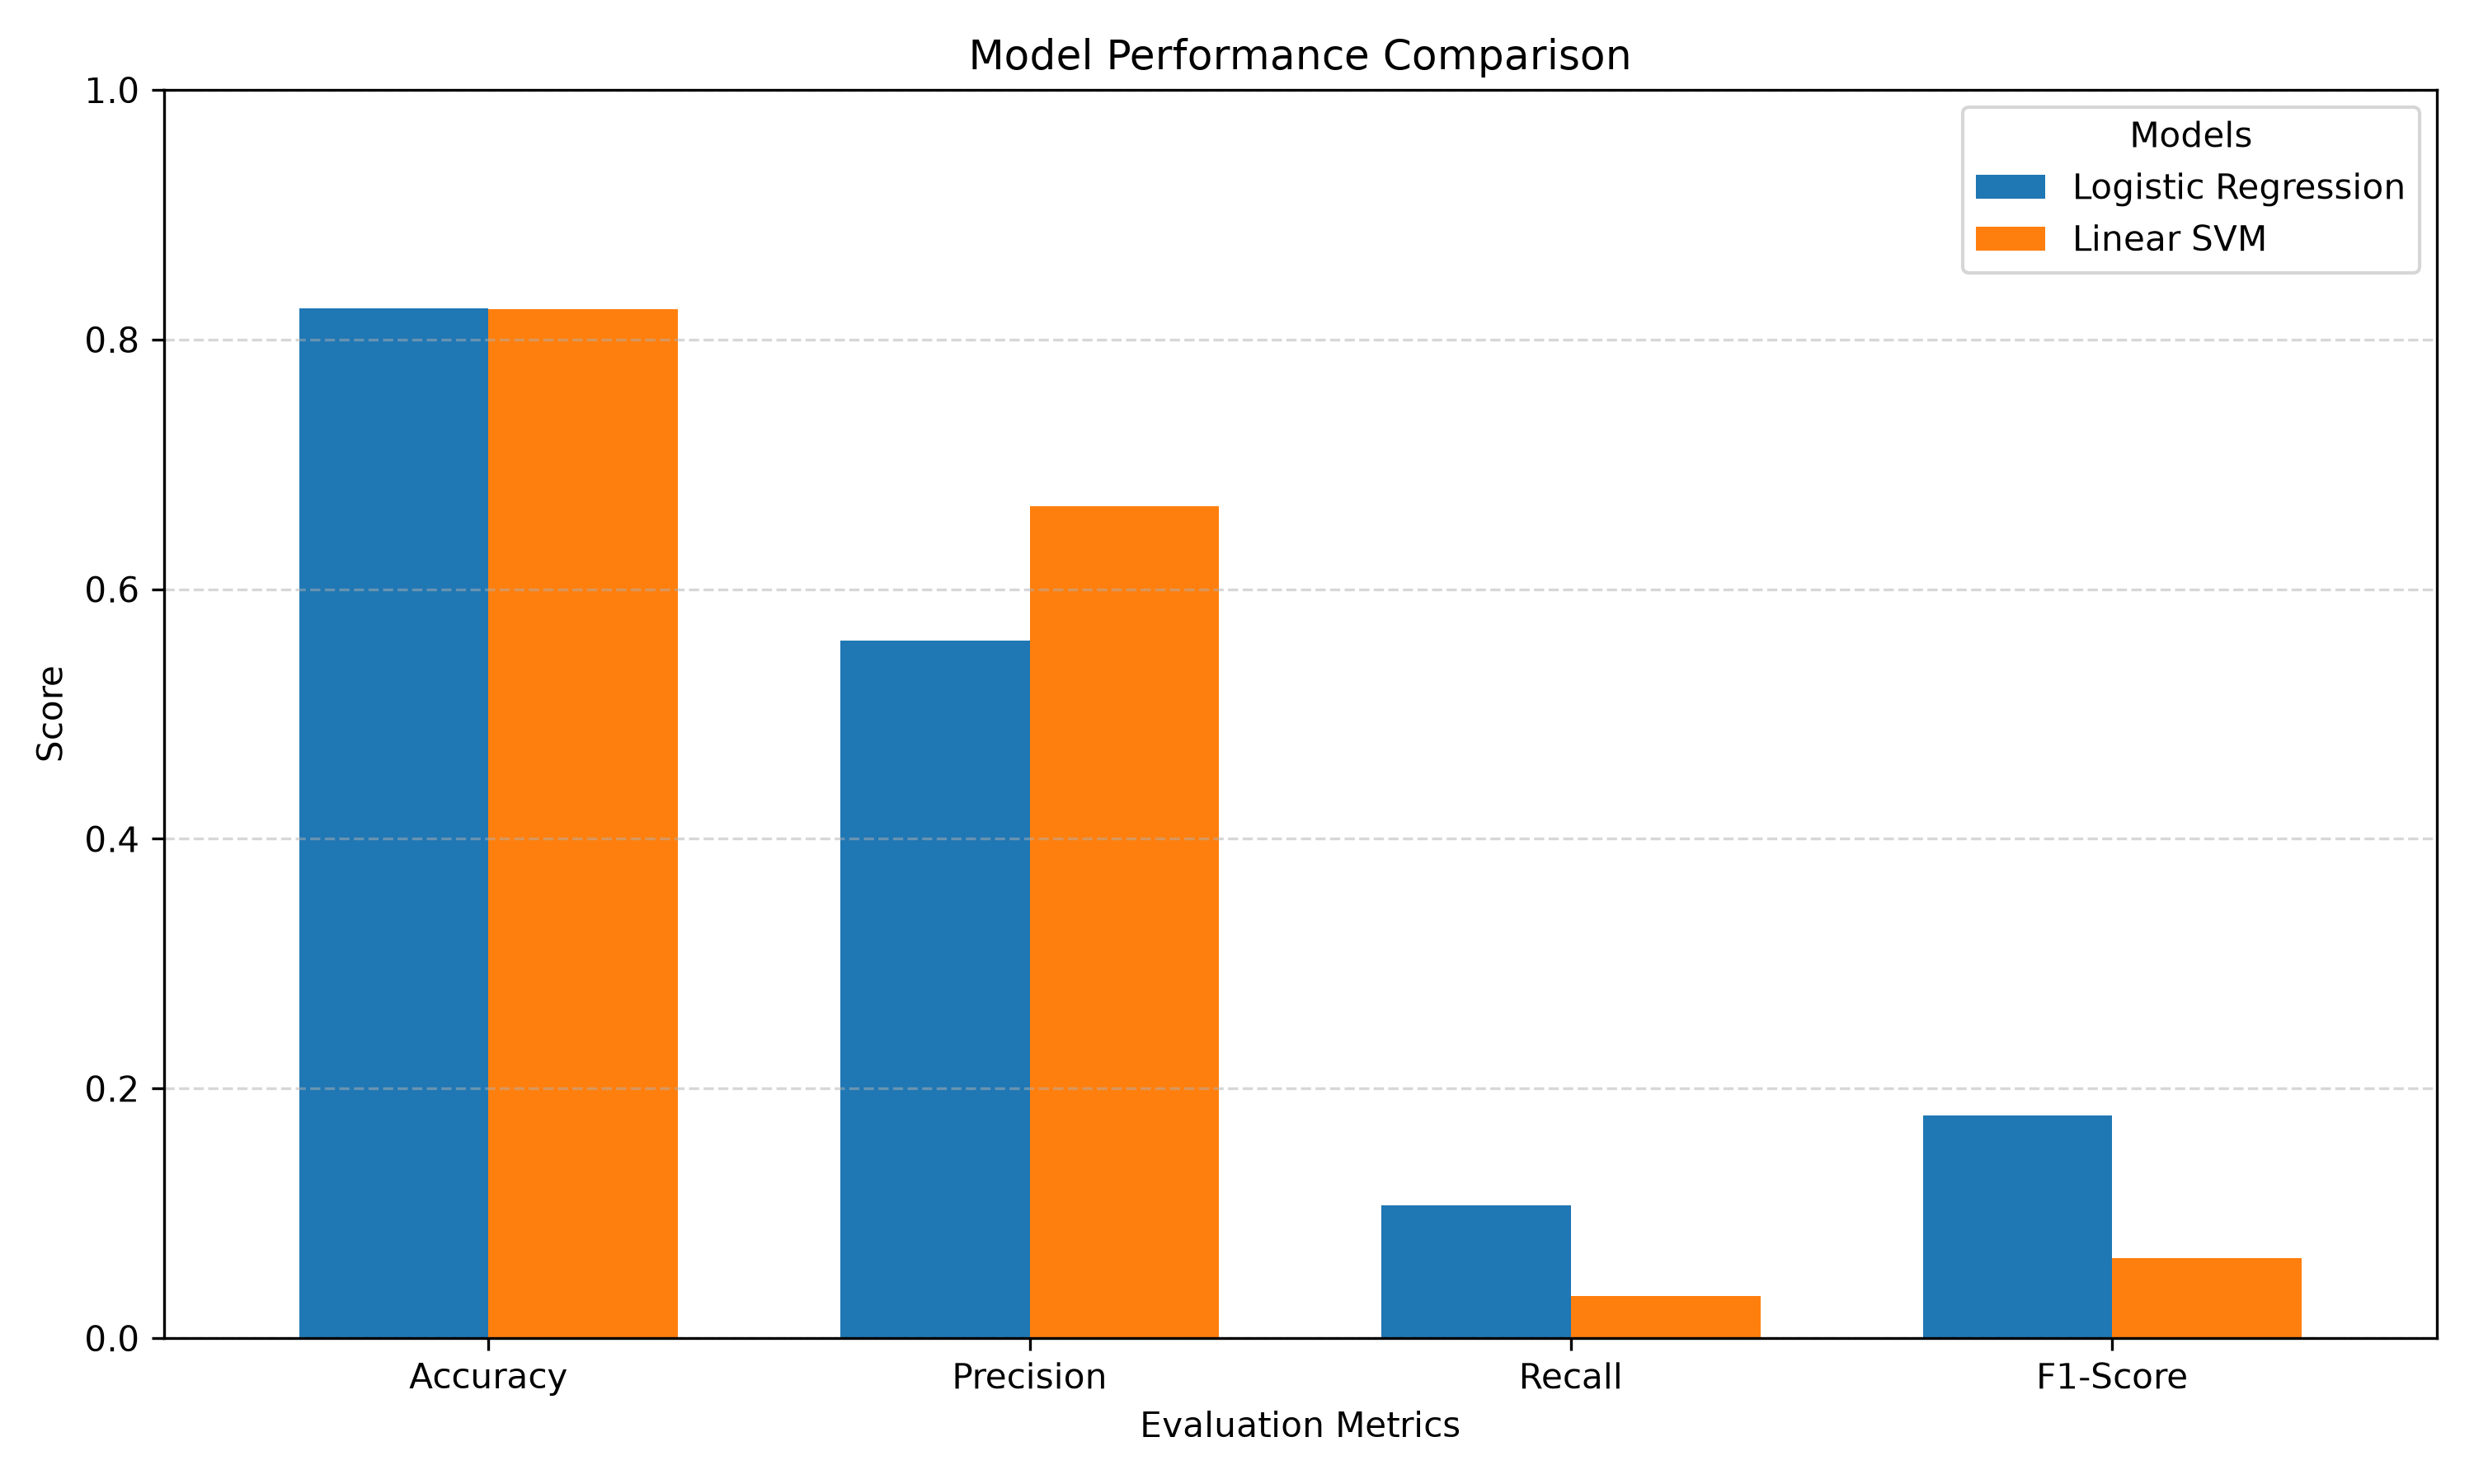 Model Performance Comparison
Models
Logistic Regression
Linear SVM
Score
1.0
0.8
0.6
0.4
0.2
0.0
Accuracy Precision Recall F1-Score
Evaluation Metrics